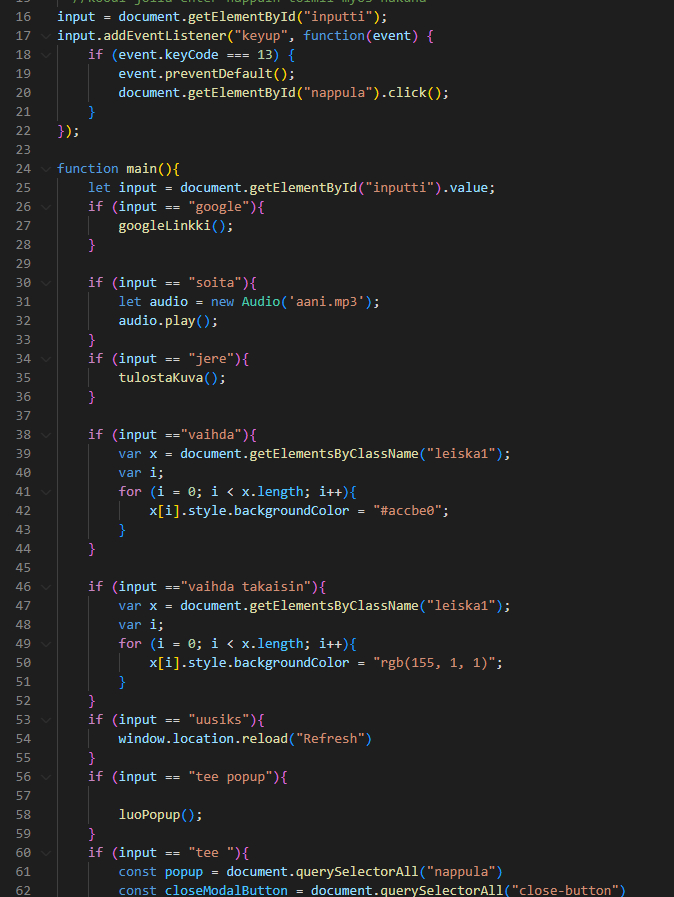 15 //koodi jolla enter nappain toimii myos hakuna
16 input = document.getElementById("inputti");
17 input.addEventListener("keyup", function(event) {
18 if (event.keyCode === 13) {
19 event.preventDefault();
20 document.getElementById("nappula").click();
21 }
22 });
23
24 function main(){
25 let input = document.getElementById("inputti").value;
26 if (input == "google"){
27 googleLinkki();
28 }
29
30 if (input == "soita"){
31 let audio = new Audio('aani.mp3');
32 audio.play();
33 }
34 if (input == "jere"){
35 tulostaKuva();
36 }
37
38 if (input =="vaihda"){
39 var x = document.getElementsByClassName("leiska1");
40 var i;
41 for (i = 0; i < x.length; i++){
42 x[i].style.backgroundColor = "#accbe0";
43 }
44 }
45
46 if (input =="vaihda takaisin"){
47 var x = document.getElementsByClassName("leiska1");
48 var i;
49 for (i = 0; i < x.length; i++){
50 x[i].style.backgroundColor = "rgb(155, 1, 1)";
51 }
52 }
53 if (input == "uusiks"){
54 window.location.reload("Refresh")
55 }
56 if (input == "tee popup"){
57
58 luoPopup();
59 }
60 if (input == "tee "){
61 const popup = document.querySelectorAll("nappula")
62 const closeModalButton = document.querySelectorAll("close-button")